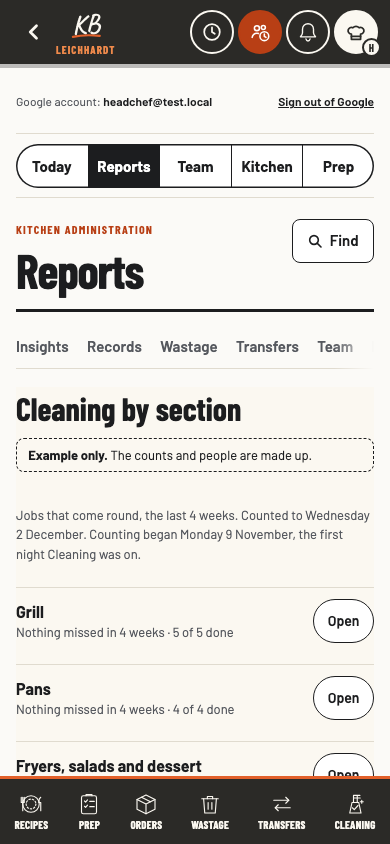 KB
LEICHHARDT
H
Google account: headchef@test.local
Sign out of Google
Today
Reports
Team
Kitchen
Prep
KITCHEN ADMINISTRATION
Find
Reports
Insights
Records
Wastage
Transfers
Team
Cleaning by section
Example only. The counts and people are made up.
Jobs that come round, the last 4 weeks. Counted to Wednesday
2 December. Counting began Monday 9 November, the first
night Cleaning was on.
Grill
Open
Nothing missed in 4 weeks · 5 of 5 done
Pans
Open
Nothing missed in 4 weeks · 4 of 4 done
Fryers, salads and dessert
Open
RECIPES
PREP
ORDERS
WASTAGE
TRANSFERS
CLEANING